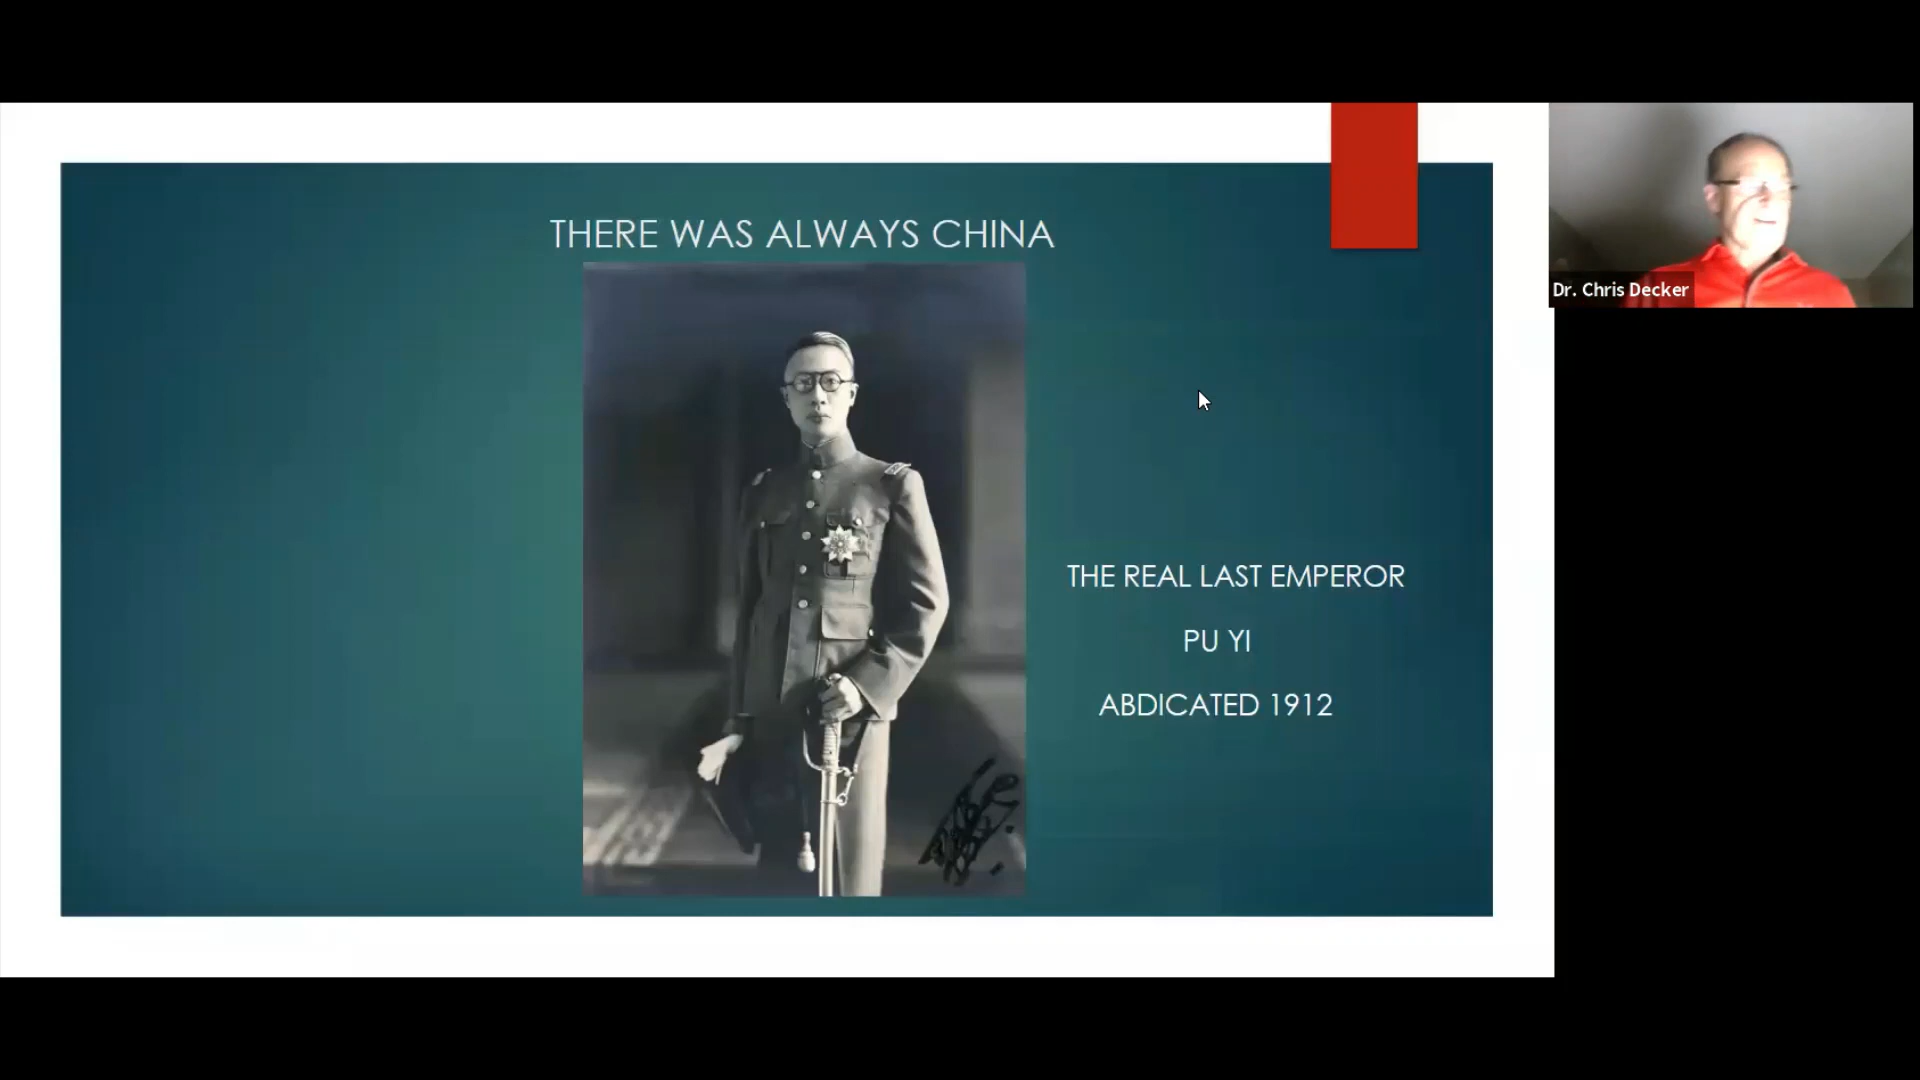 THERE WAS ALWAYS CHINA
THE REAL LAST EMPEROR
PU YI
ABDICATED 1912
Dr. Chris Decker